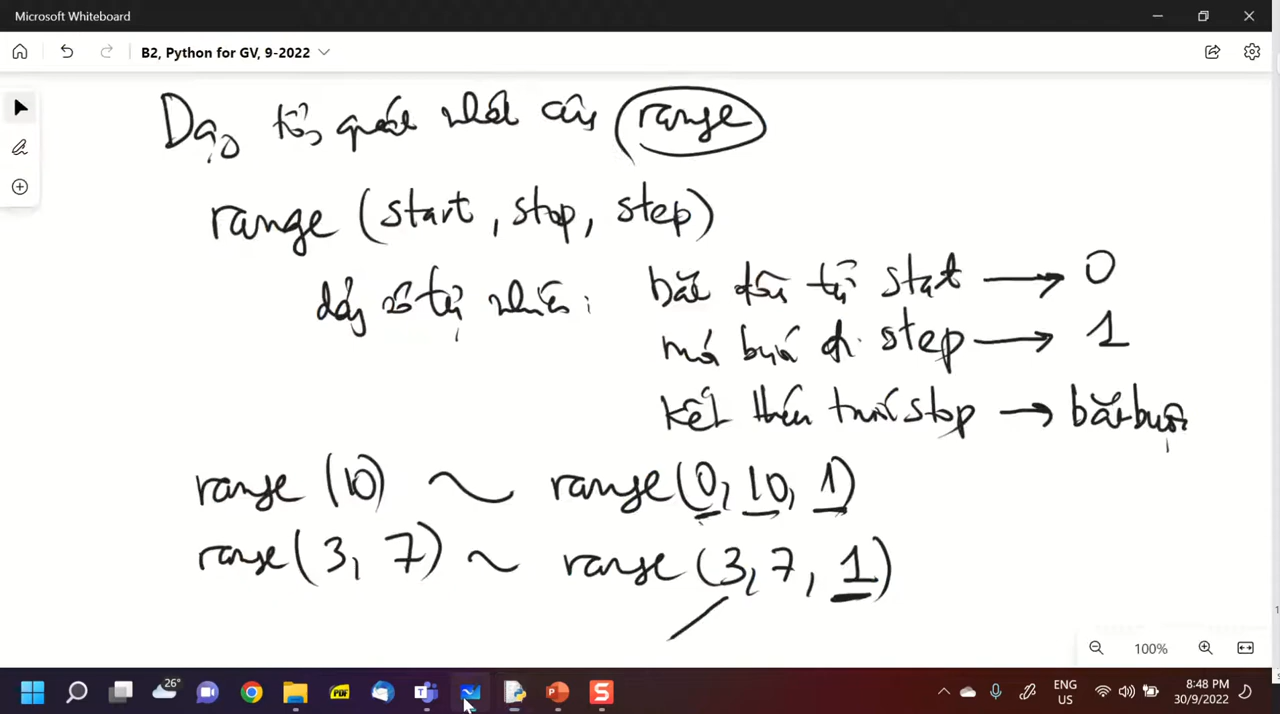 Microsoft Whiteboard
B2, Python for GV, 9-2022
Dạng tổng quát nhất của range
range (start, stop, step)
dãy số tự nhiên:
bắt đầu từ start → 0
mỗi bước đi step → 1
kết thúc trước stop → bắt buộc
range (10) ~ range (0, 10, 1)
range (3, 7) ~ range (3, 7, 1)
100%
26°
ENG
US
8:48 PM
30/9/2022